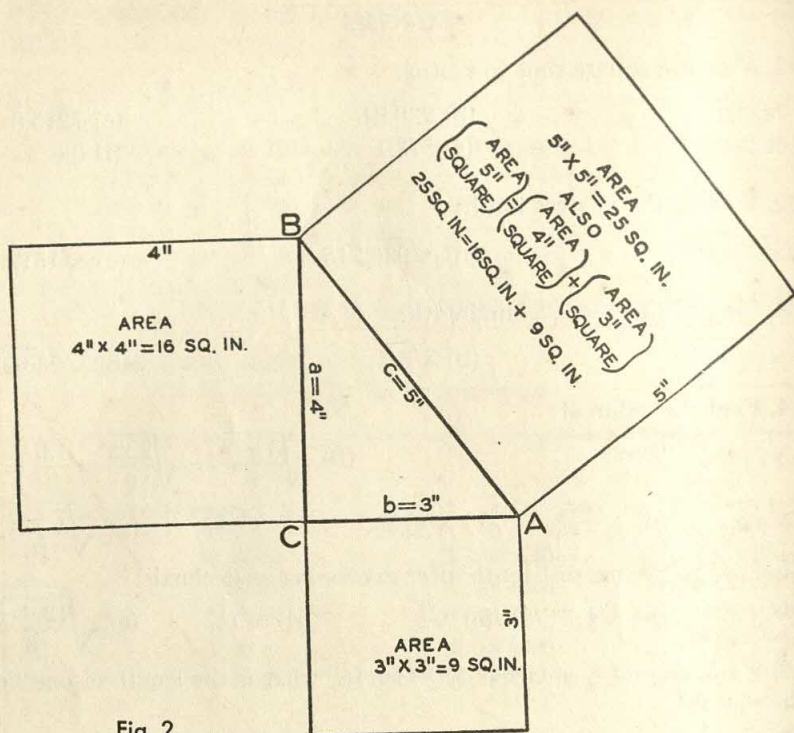 AREA
5" X 5" = 25 SQ. IN.
ALSO
(AREA 5" SQUARE) = (AREA 4" SQUARE) + (AREA 3" SQUARE)
25 SQ. IN = 16 SQ. IN + 9 SQ. IN
B
4"
AREA
4" X 4" = 16 SQ. IN.
a = 4"
C = 5"
5"
b = 3"
C
A
3"
AREA
3" X 3" = 9 SQ. IN.
Fig. 2